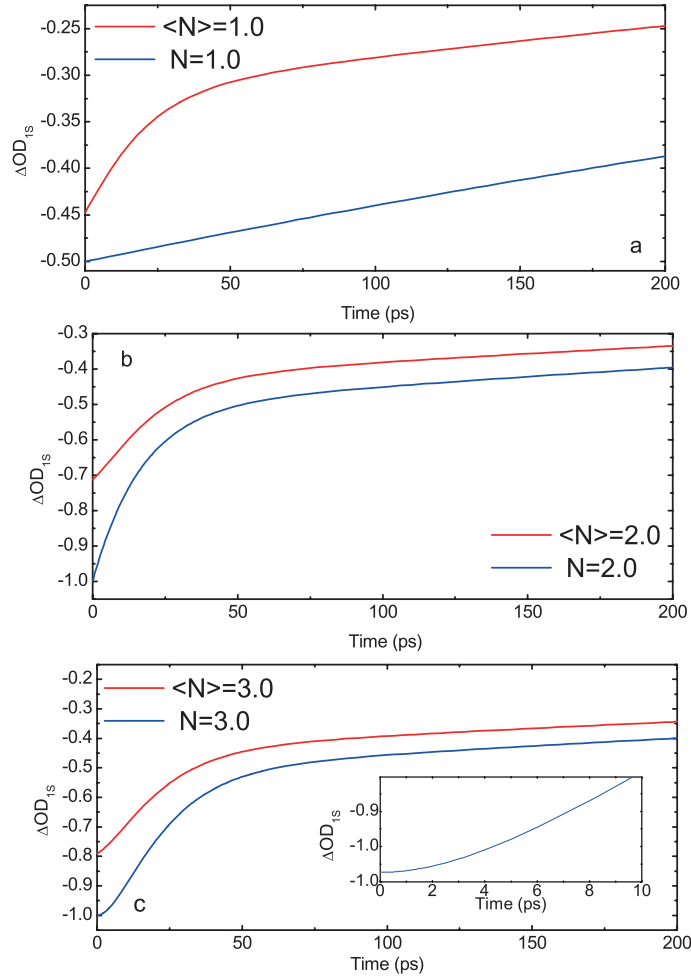 -0.25
-0.30
-0.35
-0.40
-0.45
-0.50
ΔOD1S
<N>=1.0
N=1.0
a
0 50 100 150 200
Time (ps)
-0.3
-0.4
-0.5
-0.6
-0.7
-0.8
-0.9
-1.0
ΔOD1S
b
<N>=2.0
N=2.0
0 50 100 150 200
Time (ps)
-0.2
-0.3
-0.4
-0.5
-0.6
-0.7
-0.8
-0.9
-1.0
ΔOD1S
<N>=3.0
N=3.0
c
-0.9
-1.0
-1.0
ΔOD1S
0 2 4 6 8 10
Time (ps)
0 50 100 150 200
Time (ps)